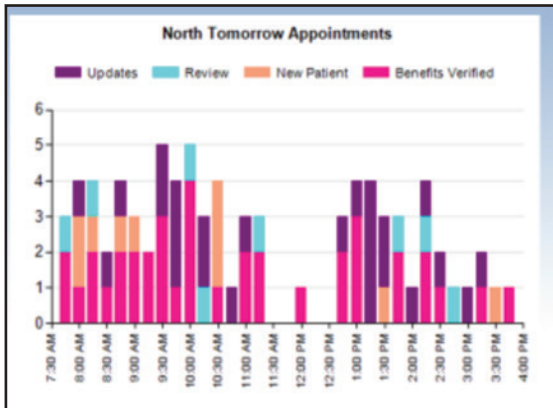 North Tomorrow Appointments
Updates Review New Patient Benefits Verified
6
5
4
3
2
1
0
7:30 AM
8:00 AM
8:30 AM
9:00 AM
9:30 AM
10:00 AM
10:30 AM
11:00 AM
11:30 AM
12:00 PM
12:30 PM
1:00 PM
1:30 PM
2:00 PM
2:30 PM
3:00 PM
3:30 PM
4:00 PM